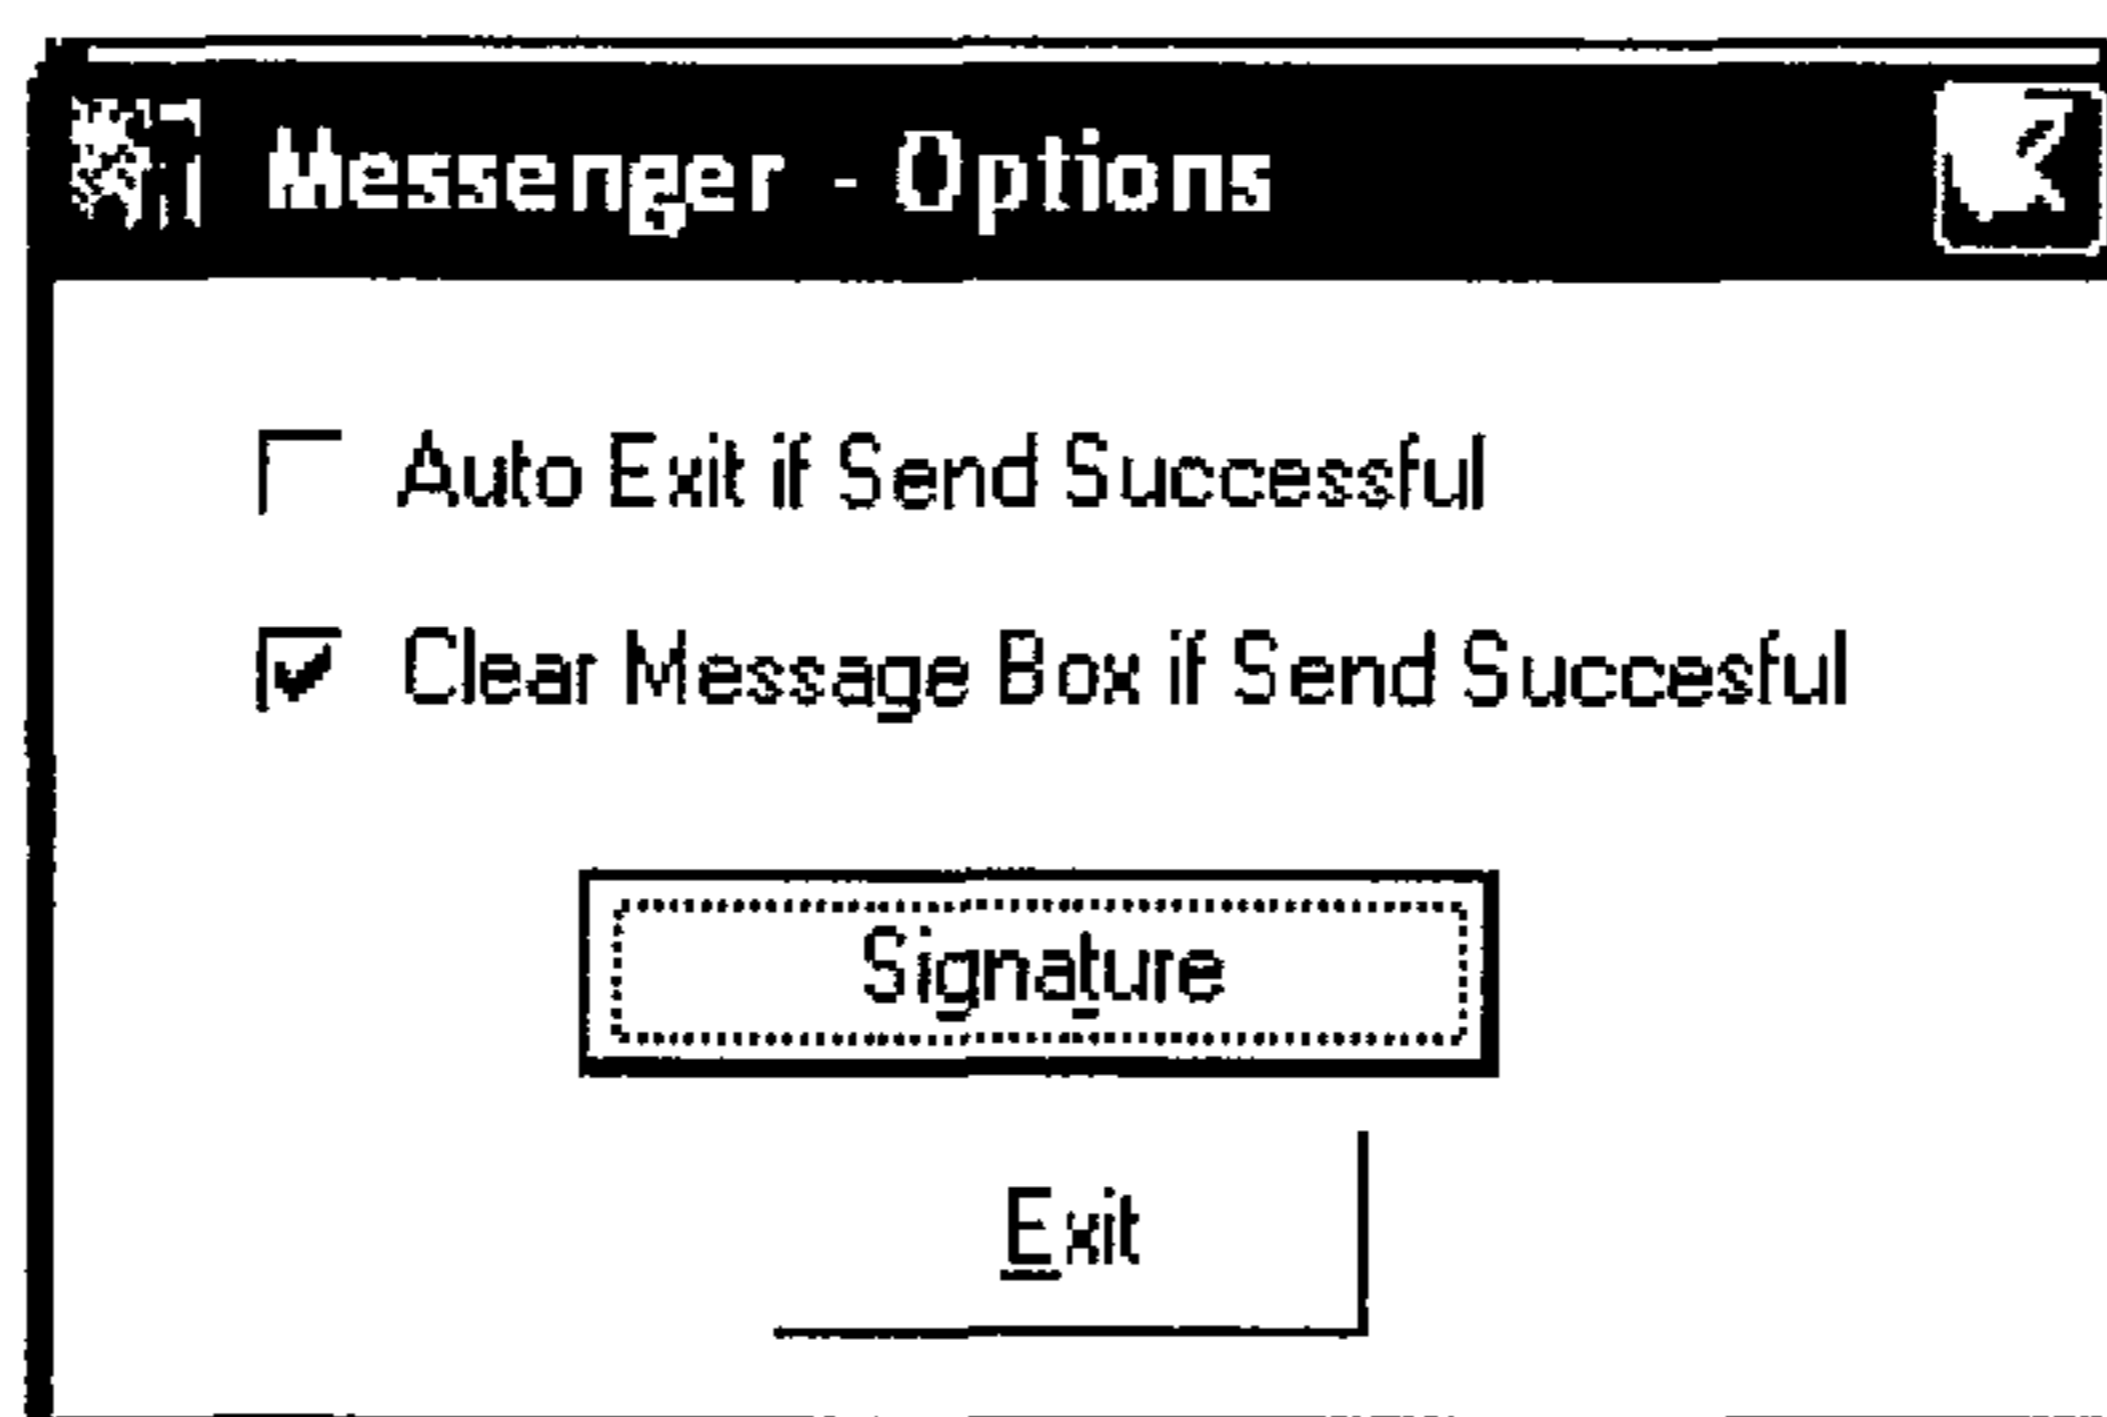 Messenger - Options
Auto Exit if Send Successful
Clear Message Box if Send Succesful
Signature
Exit